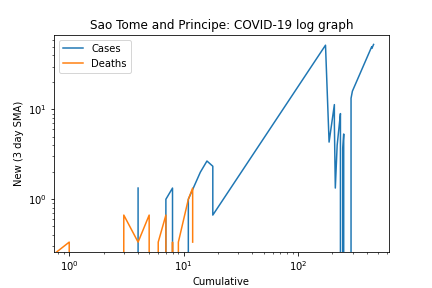 Sao Tome and Principe: COVID-19 log graph
Cases
Deaths
New (3 day SMA)
10¹
10⁰
10⁰ 10¹ 10²
Cumulative